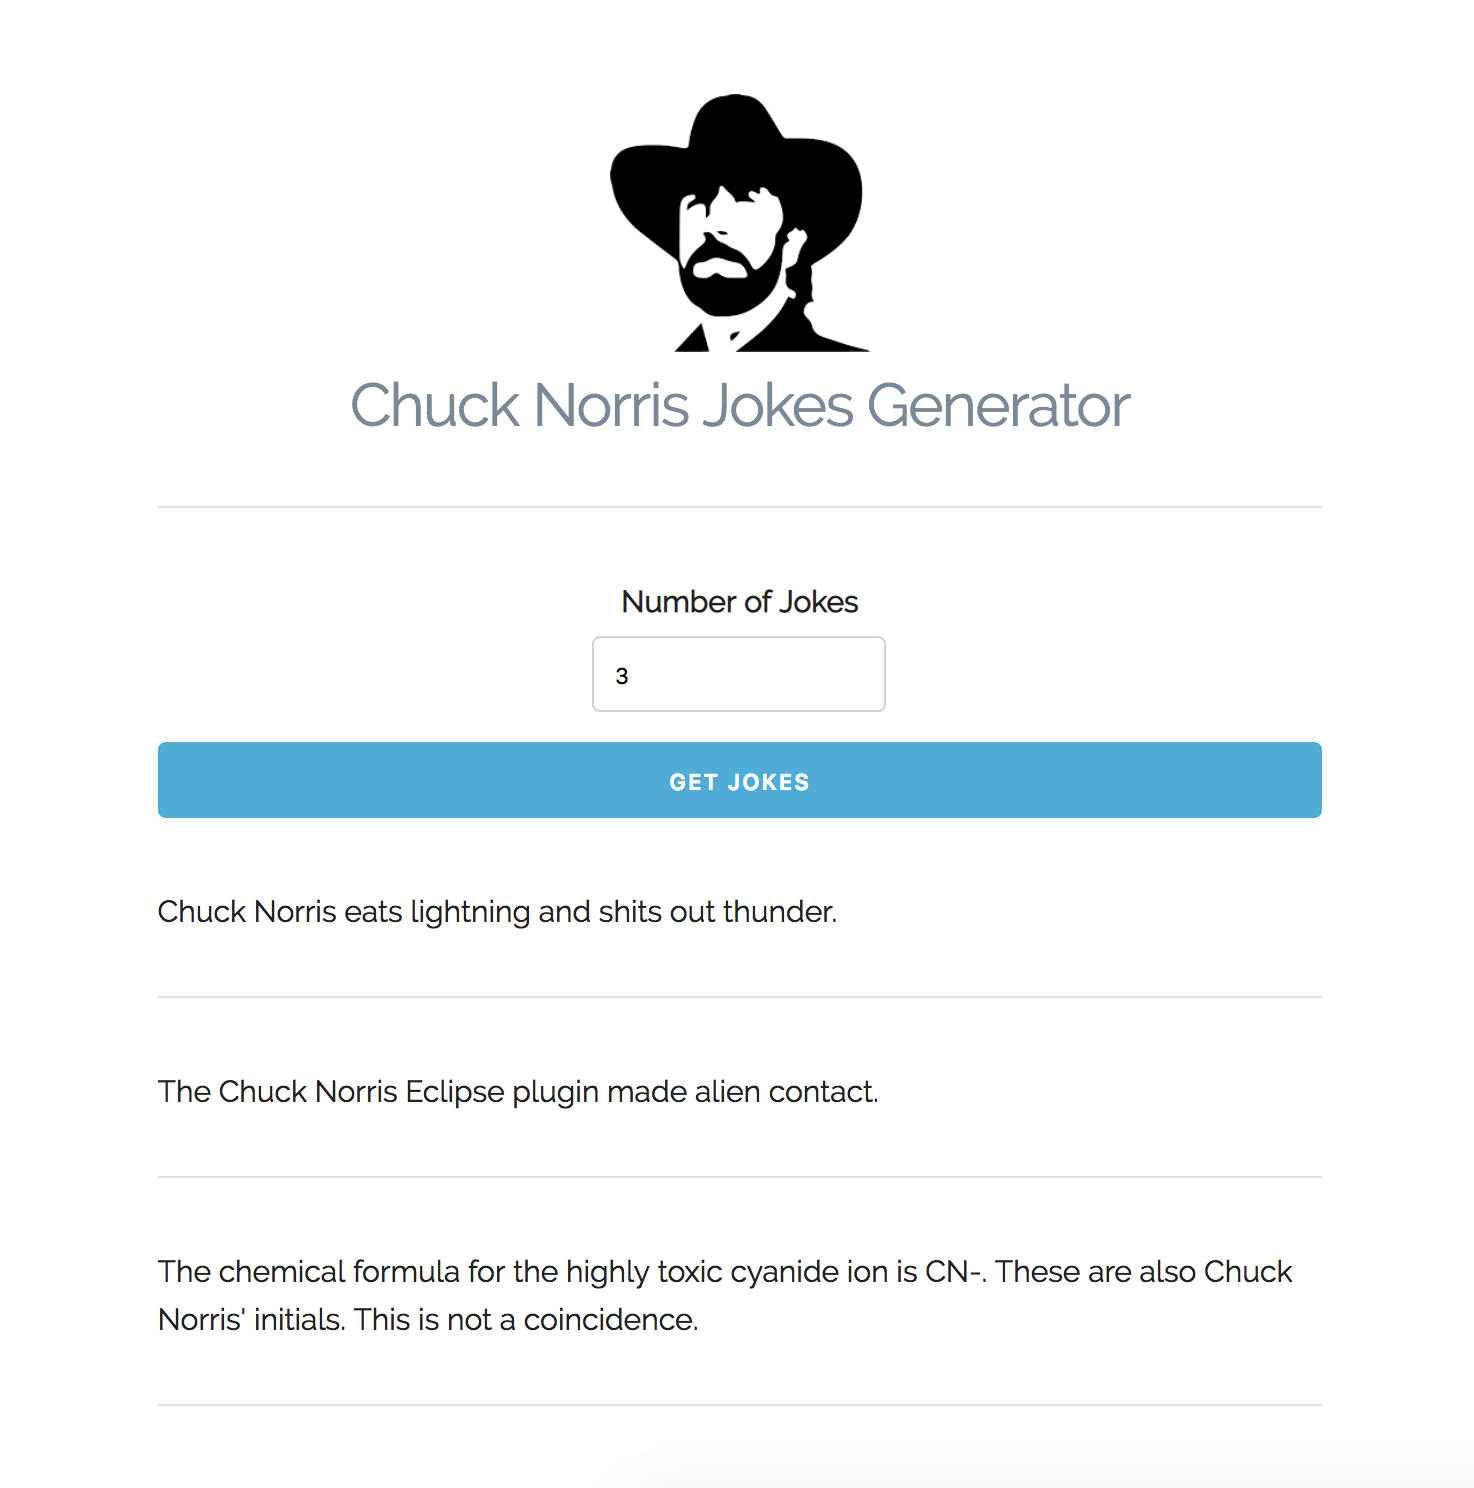 Chuck Norris Jokes Generator
Number of Jokes
3
GET JOKES
Chuck Norris eats lightning and shits out thunder.
The Chuck Norris Eclipse plugin made alien contact.
The chemical formula for the highly toxic cyanide ion is CN-. These are also Chuck
Norris' initials. This is not a coincidence.